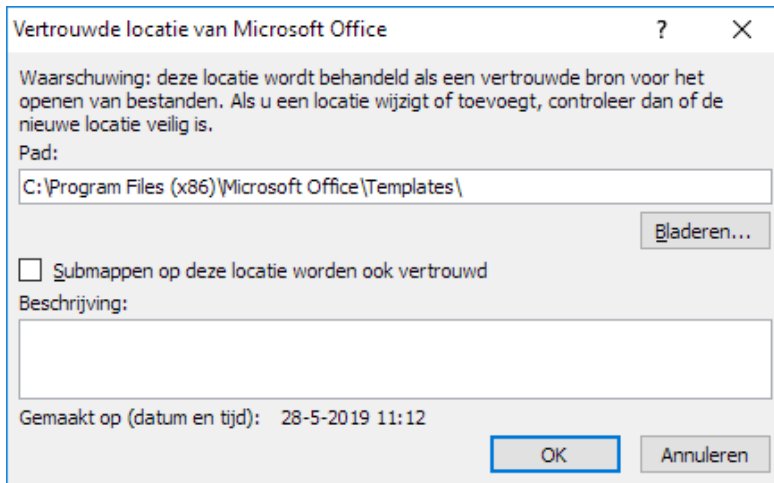 Vertrouwde locatie van Microsoft Office
Waarschuwing: deze locatie wordt behandeld als een vertrouwde bron voor het
openen van bestanden. Als u een locatie wijzigt of toevoegt, controleer dan of de
nieuwe locatie veilig is.
Pad:
C:\Program Files (x86)\Microsoft Office\Templates\
Bladeren...
Submappen op deze locatie worden ook vertrouwd
Beschrijving:
Gemaakt op (datum en tijd): 28-5-2019 11:12
OK Annuleren